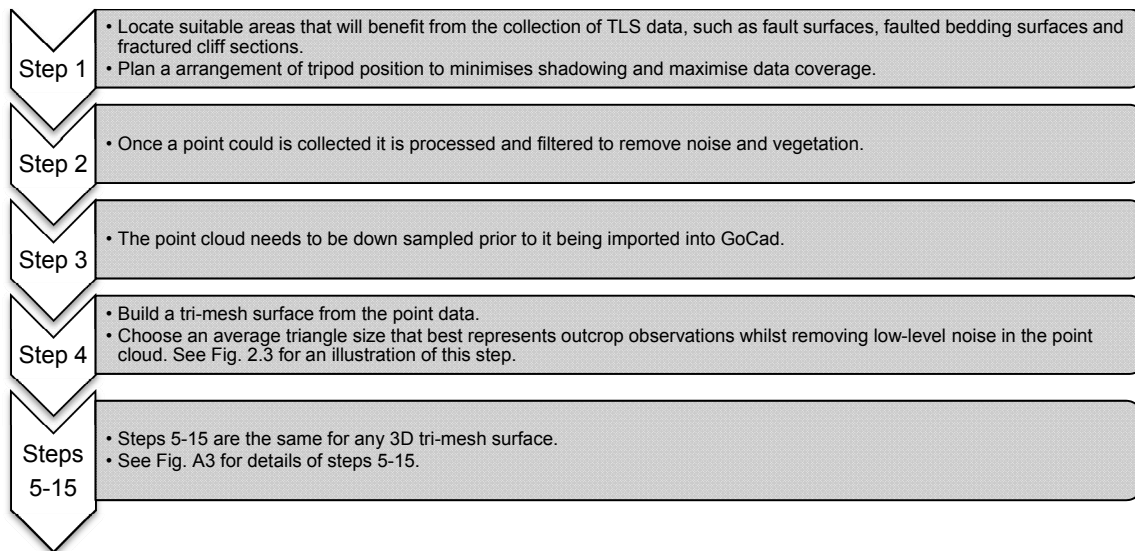 Step 1
• Locate suitable areas that will benefit from the collection of TLS data, such as fault surfaces, faulted bedding surfaces and
fractured cliff sections.
• Plan a arrangement of tripod position to minimises shadowing and maximise data coverage.
Step 2
• Once a point could is collected it is processed and filtered to remove noise and vegetation.
Step 3
• The point cloud needs to be down sampled prior to it being imported into GoCad.
Step 4
• Build a tri-mesh surface from the point data.
• Choose an average triangle size that best represents outcrop observations whilst removing low-level noise in the point
cloud. See Fig. 2.3 for an illustration of this step.
Steps
5-15
• Steps 5-15 are the same for any 3D tri-mesh surface.
• See Fig. A3 for details of steps 5-15.